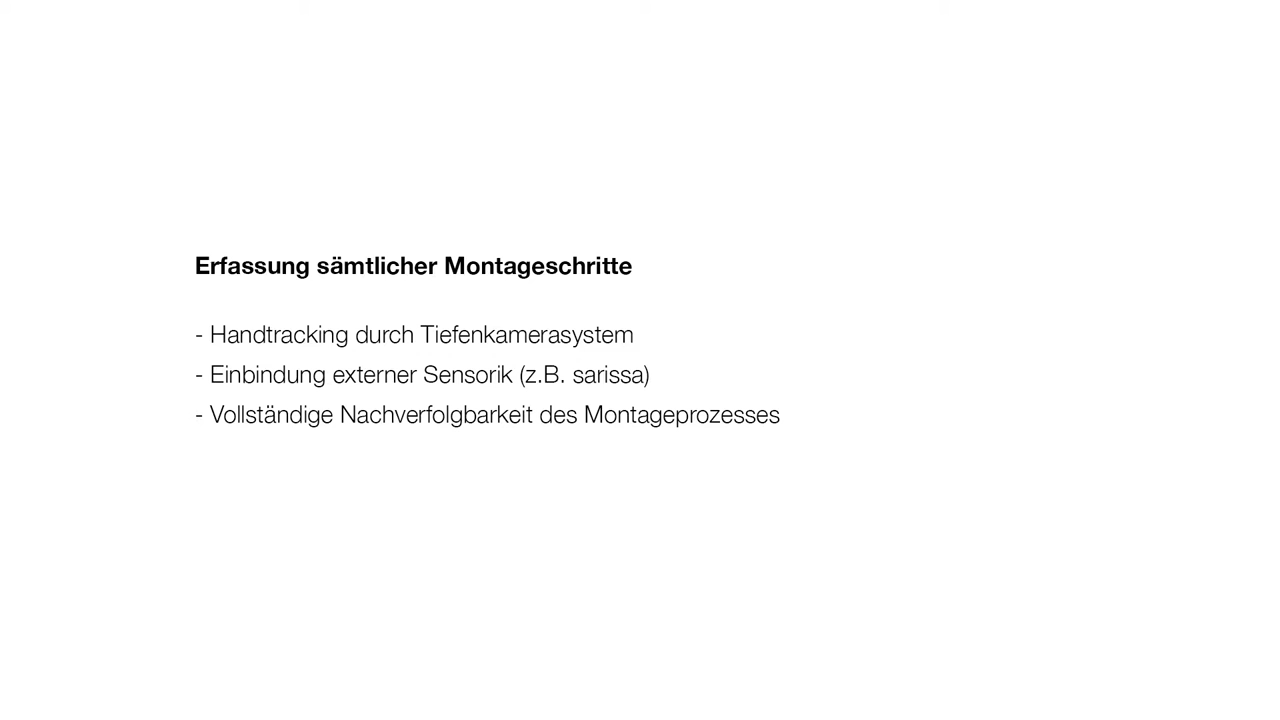 Erfassung sämtlicher Montageschritte
- Handtracking durch Tiefenkamerasystem
- Einbindung externer Sensorik (z.B. sarissa)
- Vollständige Nachverfolgbarkeit des Montageprozesses